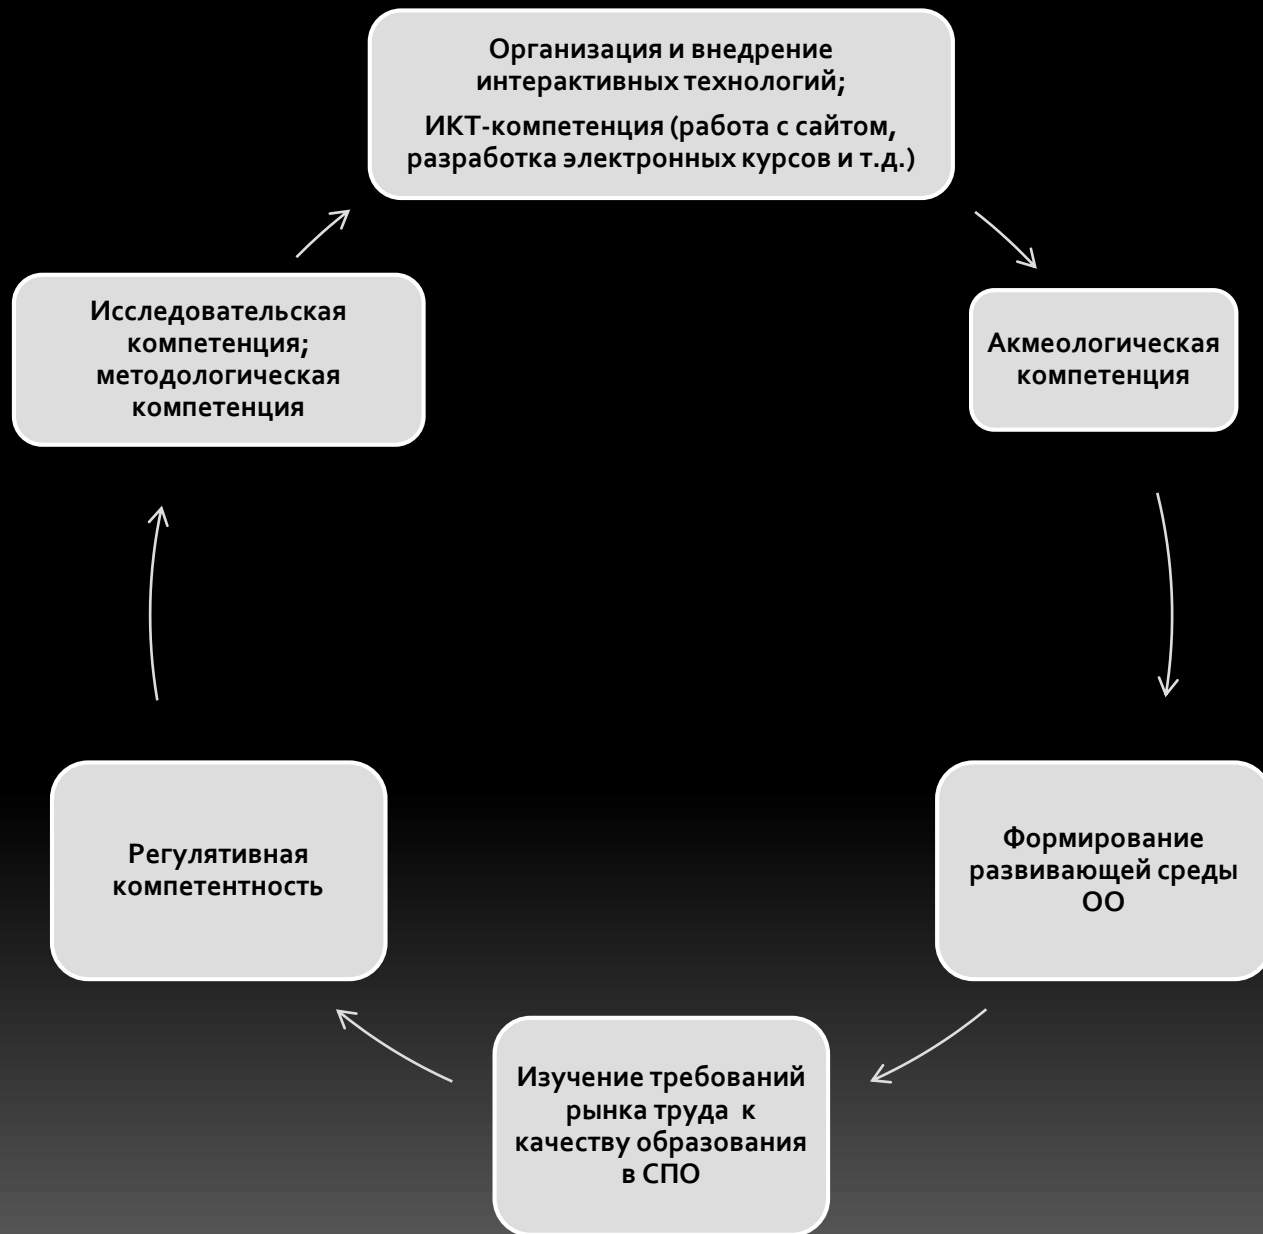 Организация и внедрение
интерактивных технологий;
ИКТ-компетенция (работа с сайтом,
разработка электронных курсов и т.д.)
Акмеологическая
компетенция
Формирование
развивающей среды
ОО
Изучение требований
рынка труда к
качеству образования
в СПО
Регулятивная
компетентность
Исследовательская
компетенция;
методологическая
компетенция